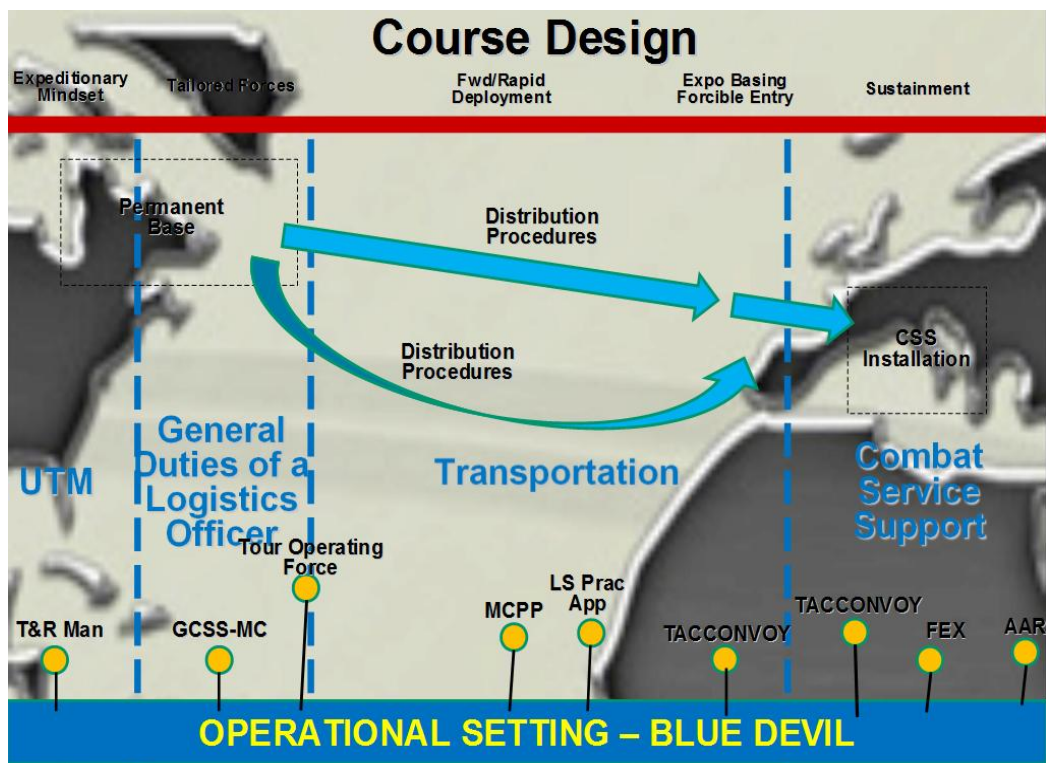 Course Design
Expeditionary
Mindset
Tailored Forces
Fwd/Rapid
Deployment
Expo Basing
Forcible Entry
Sustainment
Permanent
Base
Distribution
Procedures
Distribution
Procedures
CSS
Installation
UTM
General
Duties of a
Logistics
Officer
Transportation
Combat
Service
Support
T&R Man
GCSS-MC
Tour Operating
Force
MCPP
LS Prac
App
TACCONVOY
TACCONVOY
FEX
AAR
OPERATIONAL SETTING – BLUE DEVIL